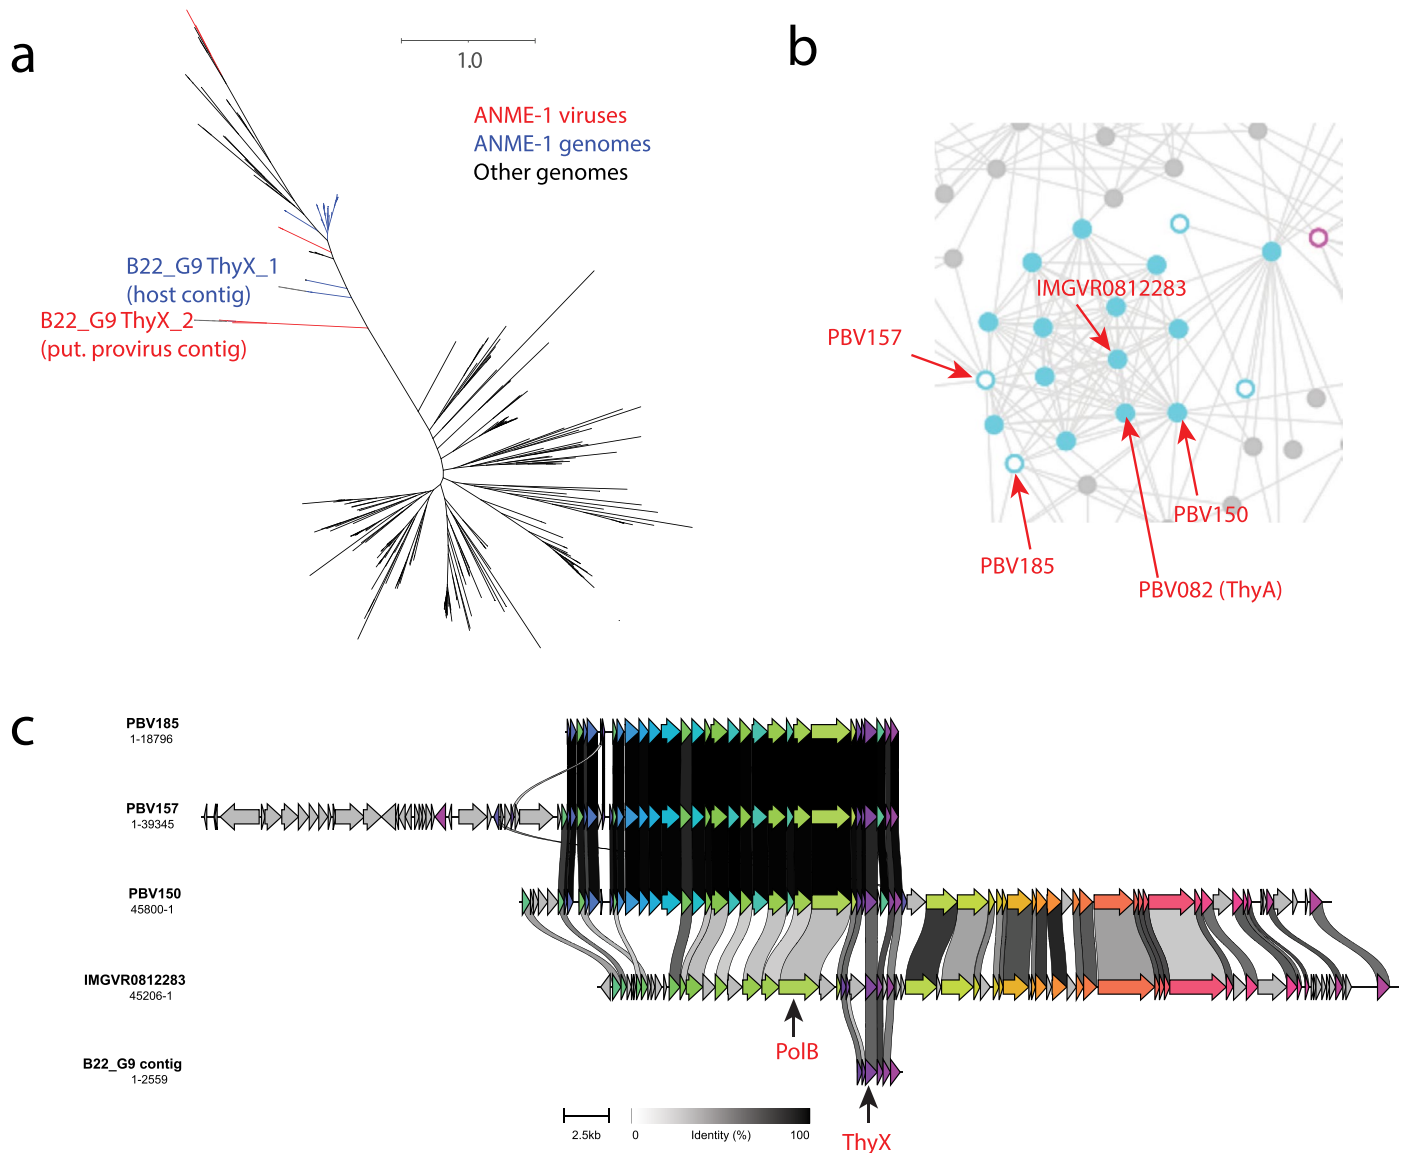 a
1.0
ANME-1 viruses
ANME-1 genomes
Other genomes
B22_G9 ThyX_1
(host contig)
B22_G9 ThyX_2
(put. provirus contig)
b
IMGVR0812283
PBV157
PBV150
PBV185
PBV082 (ThyA)
c
PBV185
1-18796
PBV157
1-39345
PBV150
45800-1
IMGVR0812283
45206-1
PolB
B22_G9 contig
1-2559
2.5kb
0 Identity (%) 100
ThyX